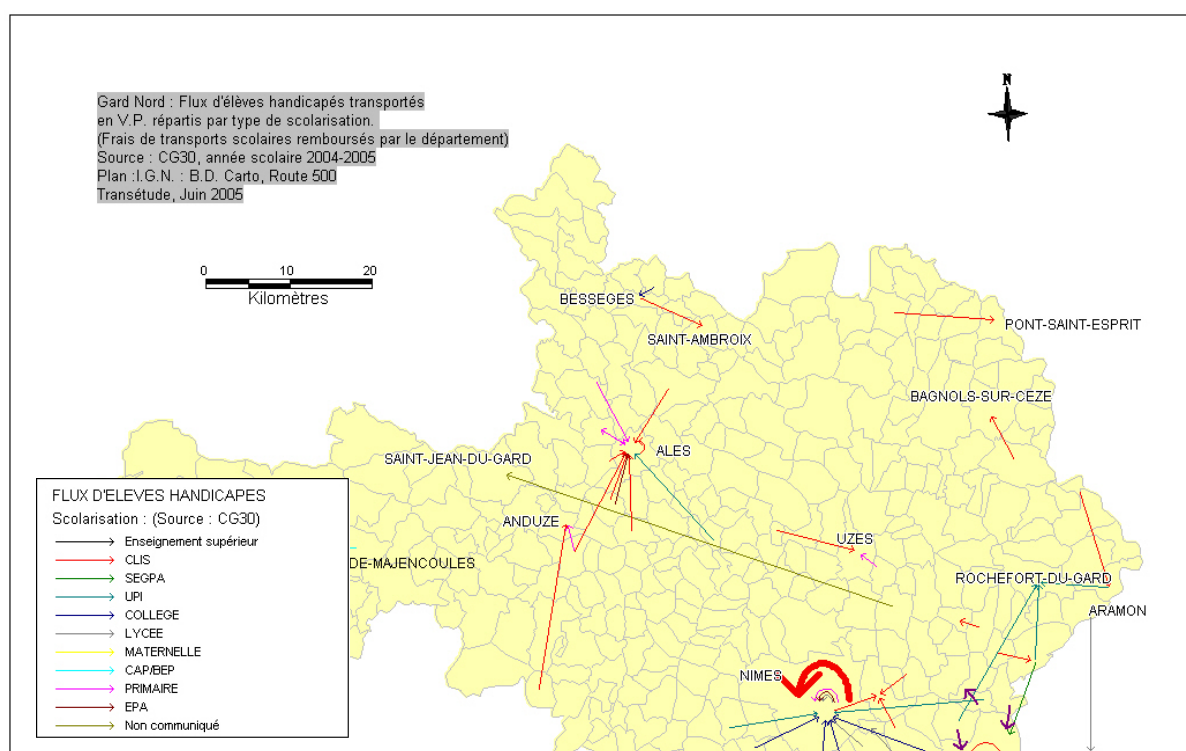 Gard Nord : Flux d'élèves handicapés transportés
en V.P. répartis par type de scolarisation.
(Frais de transports scolaires remboursés par le département)
Source : CG30, année scolaire 2004-2005
Plan :I.G.N. : B.D. Carto, Route 500
Transétude, Juin 2005
N
0 10 20
Kilomètres
BESSEGES
SAINT-AMBROIX
PONT-SAINT-ESPRIT
BAGNOLS-SUR-CEZE
ALES
SAINT-JEAN-DU-GARD
ANDUZE
UZES
DE-MAJENCOULES
ROCHEFORT-DU-GARD
ARAMON
NIMES
FLUX D'ELEVES HANDICAPES
Scolarisation : (Source : CG30)
Enseignement supérieur
CLIS
SEGPA
UPI
COLLEGE
LYCEE
MATERNELLE
CAP/BEP
PRIMAIRE
EPA
Non communiqué